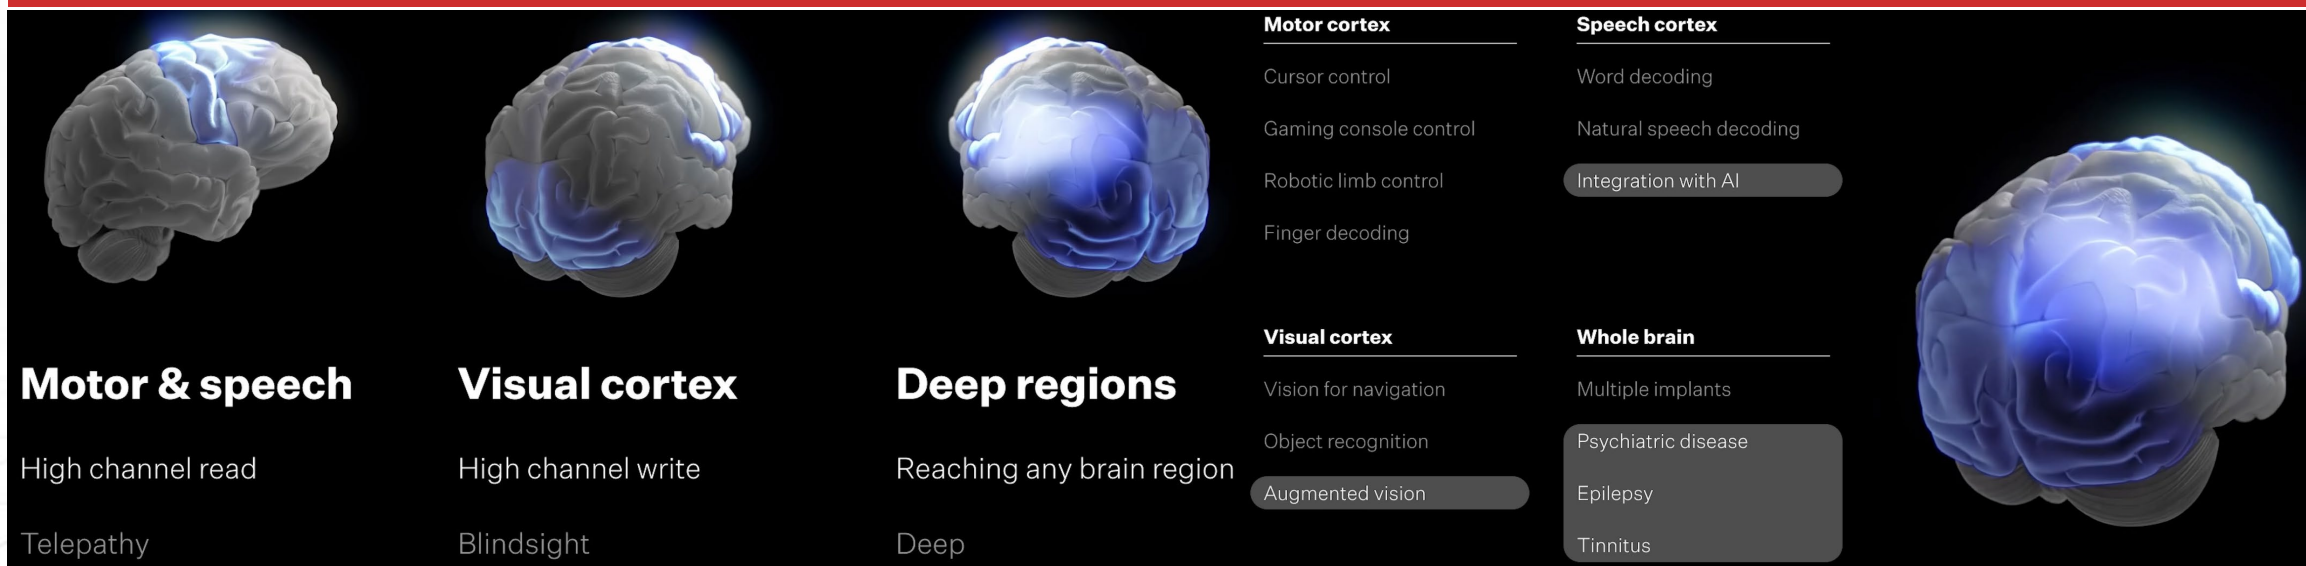 Motor & speech
High channel read
Telepathy
Visual cortex
High channel write
Blindsight
Deep regions
Reaching any brain region
Deep
Motor cortex
Cursor control
Gaming console control
Robotic limb control
Finger decoding
Speech cortex
Word decoding
Natural speech decoding
Integration with AI
Visual cortex
Vision for navigation
Object recognition
Augmented vision
Whole brain
Multiple implants
Psychiatric disease
Epilepsy
Tinnitus